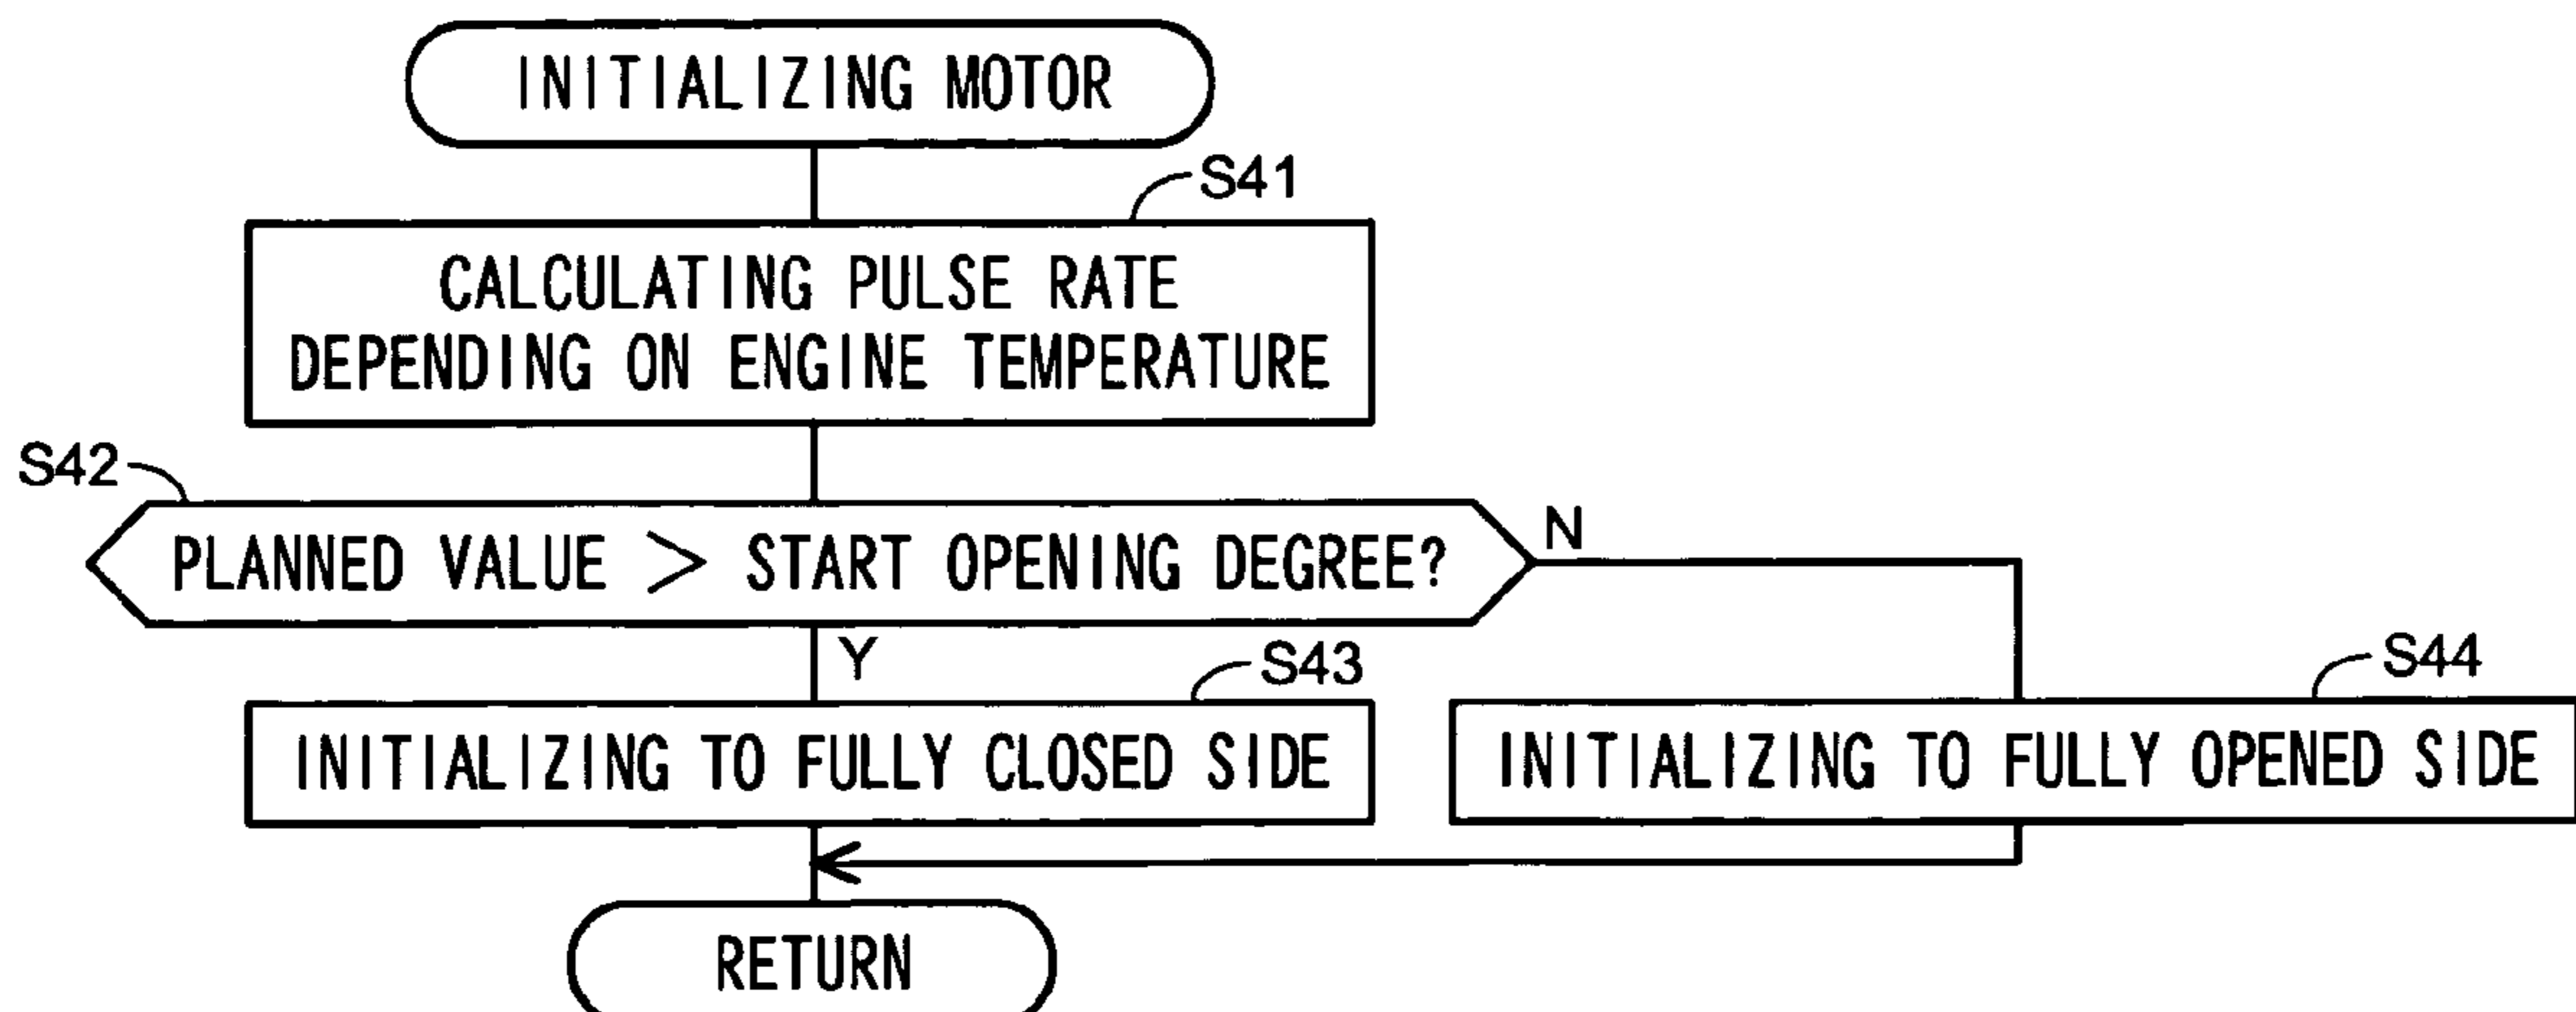 INITIALIZING MOTOR
S41
CALCULATING PULSE RATE
DEPENDING ON ENGINE TEMPERATURE
S42
PLANNED VALUE > START OPENING DEGREE?
N
Y
S43
INITIALIZING TO FULLY CLOSED SIDE
S44
INITIALIZING TO FULLY OPENED SIDE
RETURN